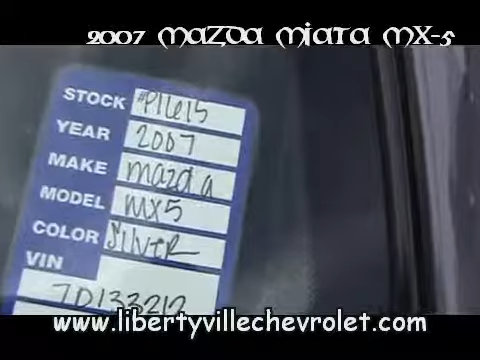 2007 MAZDA MIATA MX-5
STOCK #P1615
YEAR 2007
MAKE mazda
MODEL MX5
COLOR SILVER
VIN
7D133212
www.libertyvillechevrolet.com